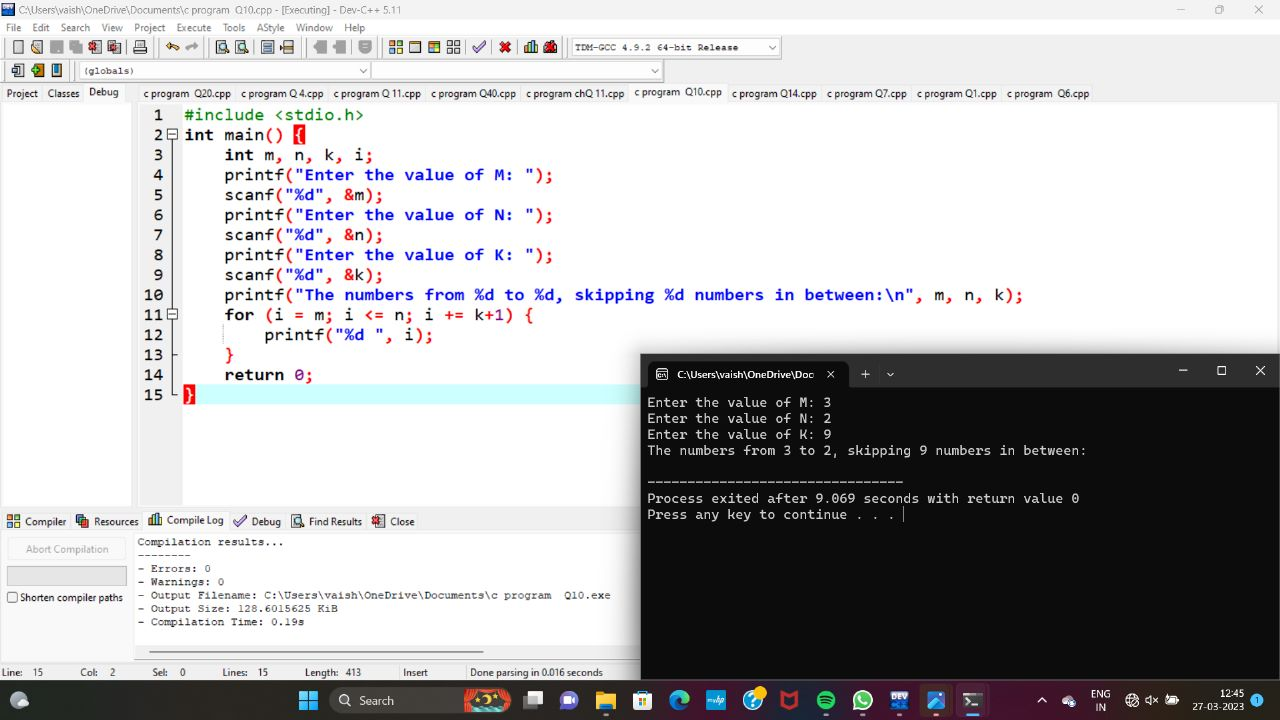 C:\Users\vaish\OneDrive\Documents\c program  Q10.cpp - [Executing] - Dev-C++ 5.11
File Edit Search View Project Execute Tools AStyle Window Help
TDM-GCC 4.9.2 64-bit Release
(globals)
Project Classes Debug
c program  Q20.cpp c program Q 4.cpp c program Q 11.cpp c program Q40.cpp c program chQ 11.cpp c program  Q10.cpp c program Q14.cpp c program Q7.cpp c program Q1.cpp c program  Q6.cpp
1 #include <stdio.h>
2 int main() {
3 int m, n, k, i;
4 printf("Enter the value of M: ");
5 scanf("%d", &m);
6 printf("Enter the value of N: ");
7 scanf("%d", &n);
8 printf("Enter the value of K: ");
9 scanf("%d", &k);
10 printf("The numbers from %d to %d, skipping %d numbers in between:\n", m, n, k);
11 for (i = m; i <= n; i += k+1) {
12 printf("%d ", i);
13 }
14 return 0;
15 }
C:\Users\vaish\OneDrive\Doc
Enter the value of M: 3
Enter the value of N: 2
Enter the value of K: 9
The numbers from 3 to 2, skipping 9 numbers in between:
--------------------------------
Process exited after 9.069 seconds with return value 0
Press any key to continue . . .
Compiler Resources Compile Log Debug Find Results Close
Abort Compilation
Shorten compiler paths
Compilation results...
--------
- Errors: 0
- Warnings: 0
- Output Filename: C:\Users\vaish\OneDrive\Documents\c program  Q10.exe
- Output Size: 128.6015625 KiB
- Compilation Time: 0.19s
Line: 15 Col: 2 Sel: 0 Lines: 15 Length: 413 Insert Done parsing in 0.016 seconds
Search
DEV
ENG
IN
12:45
27-03-2023
1